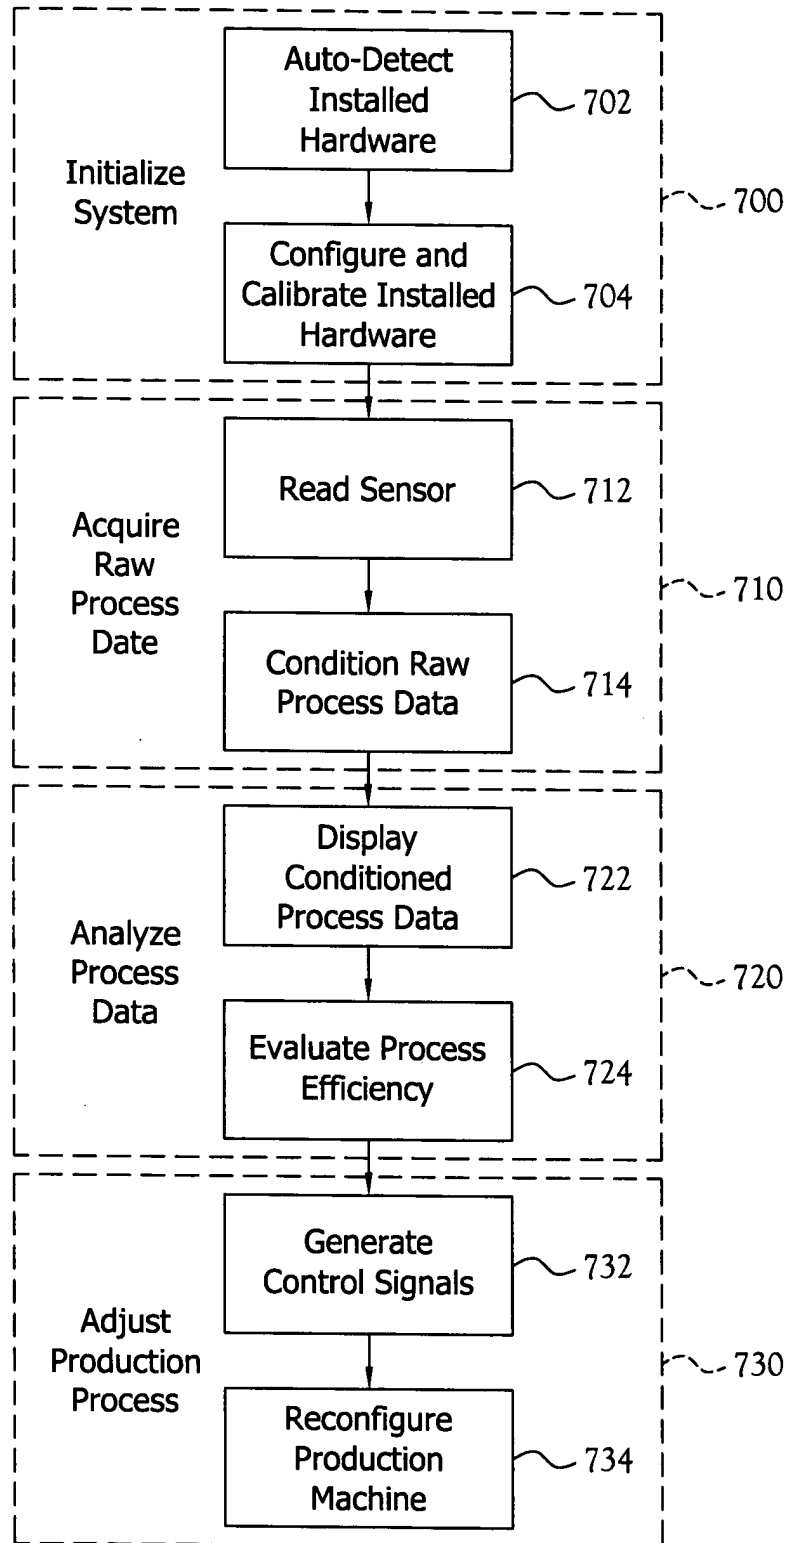 Auto-Detect
Installed
Hardware
702
Initialize
System
700
Configure and
Calibrate Installed
Hardware
704
Read Sensor
712
Acquire
Raw
Process
Date
710
Condition Raw
Process Data
714
Display
Conditioned
Process Data
722
Analyze
Process
Data
720
Evaluate Process
Efficiency
724
Generate
Control Signals
732
Adjust
Production
Process
730
Reconfigure
Production
Machine
734